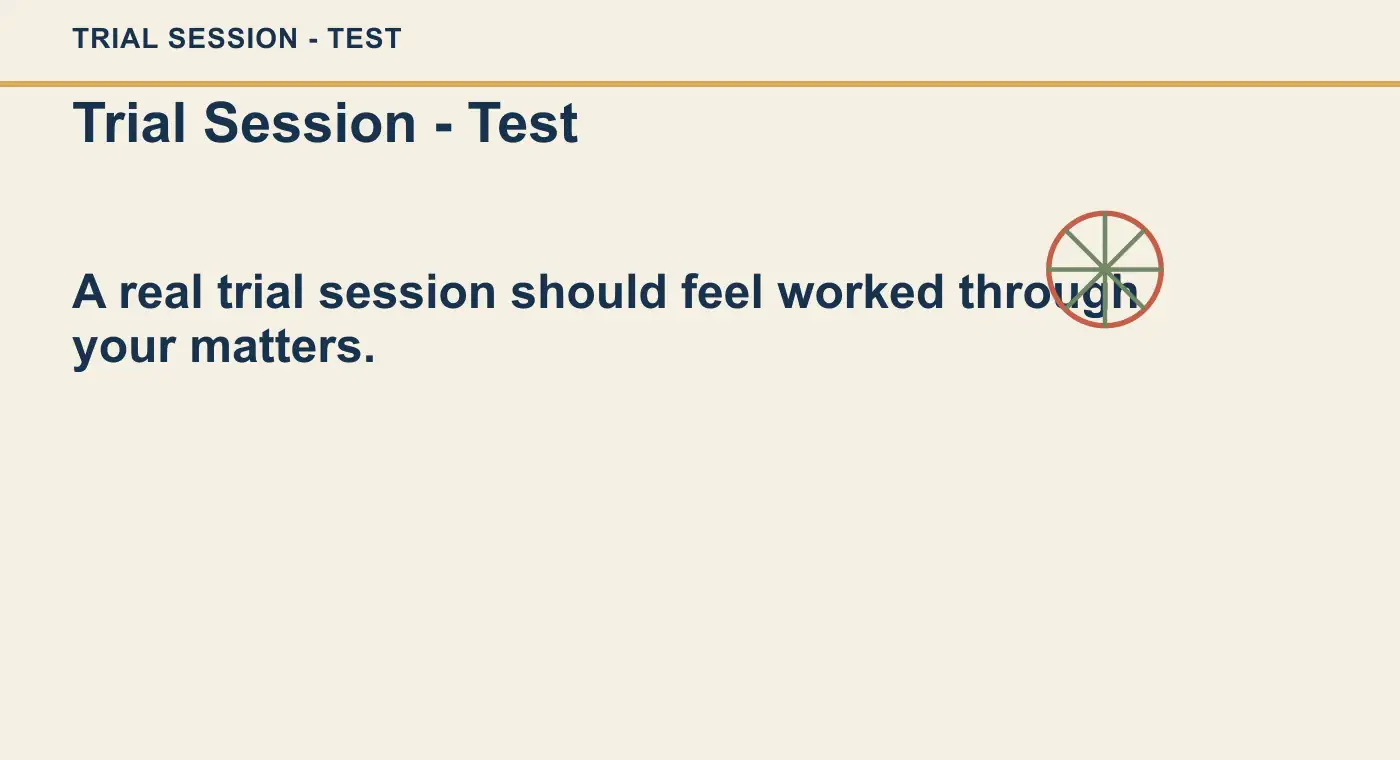 TRIAL SESSION - TEST
Trial Session - Test
A real trial session should feel worked through
your matters.